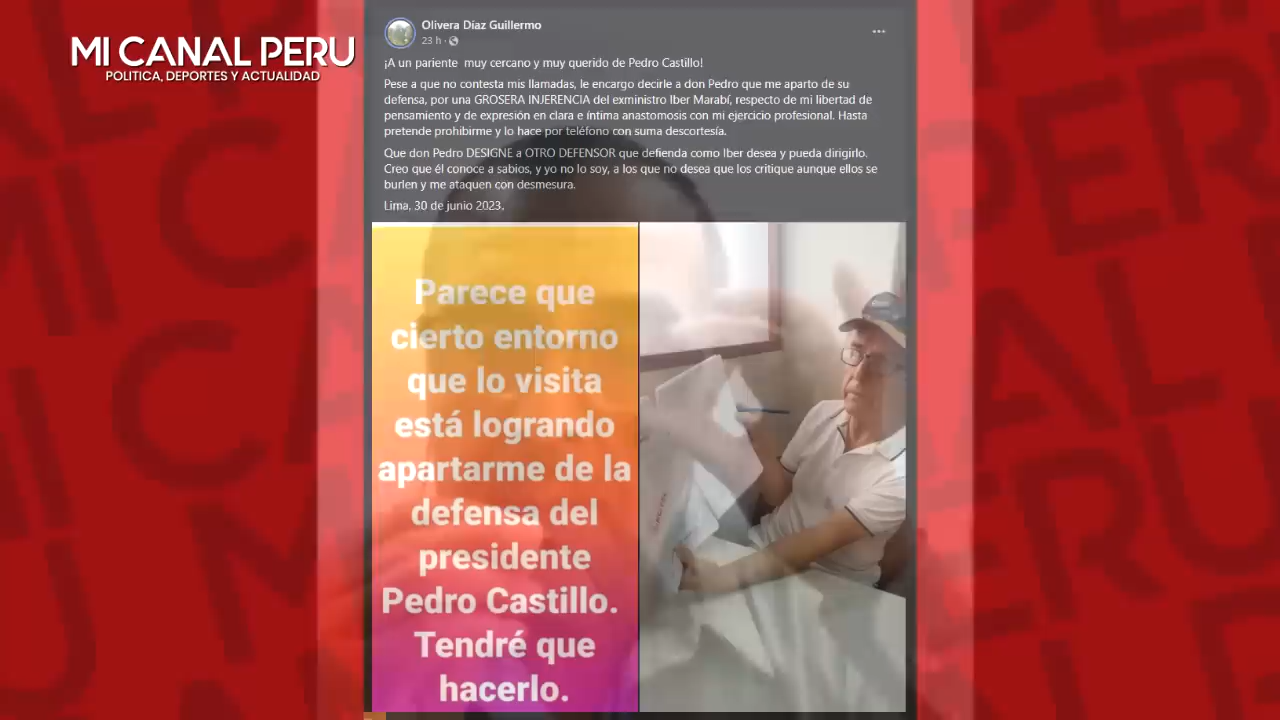 MI CANAL PERU
POLITICA, DEPORTES Y ACTUALIDAD
Olivera Díaz Guillermo
23 h ·
¡A un pariente muy cercano y muy querido de Pedro Castillo!
Pese a que no contesta mis llamadas, le encargo decirle a don Pedro que me aparto de su
defensa, por una GROSERA INJERENCIA del exministro Iber Marabí, respecto de mi libertad de
pensamiento y de expresión en clara e íntima anastomosis con mi ejercicio profesional. Hasta
pretende prohibirme y lo hace por teléfono con suma descortesía.
Que don Pedro DESIGNE a OTRO DEFENSOR que defienda como Iber desea y pueda dirigirlo.
Creo que él conoce a sabios, y yo no lo soy, a los que no desea que los critique aunque ellos se
burlen y me ataquen con desmesura.
Lima, 30 de junio 2023.
Parece que
cierto entorno
que lo visita
está logrando
apartarme de la
defensa del
presidente
Pedro Castillo.
Tendré que
hacerlo.